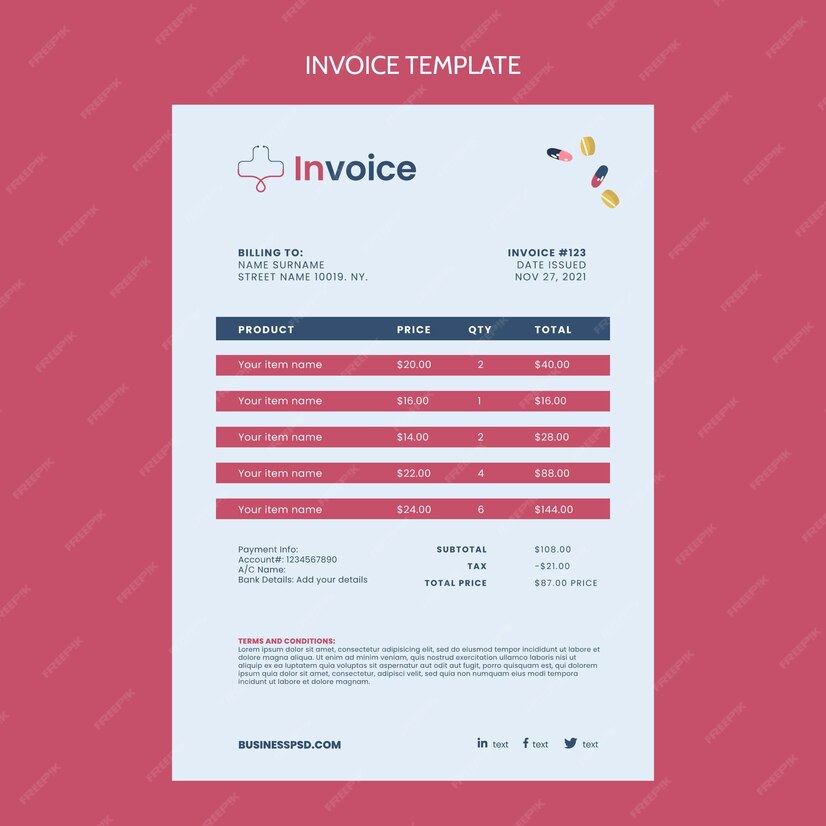 INVOICE TEMPLATE
Invoice
BILLING TO:
NAME SURNAME
STREET NAME 10019. NY.
INVOICE #123
DATE ISSUED
NOV 27, 2021
PRODUCT PRICE QTY TOTAL
Your item name $20.00 2 $40.00
Your item name $16.00 1 $16.00
Your item name $14.00 2 $28.00
Your item name $22.00 4 $88.00
Your item name $24.00 6 $144.00
Payment Info:
Account#: 1234567890
A/C Name:
Bank Details: Add your details
SUBTOTAL $108.00
TAX -$21.00
TOTAL PRICE $87.00 PRICE
TERMS AND CONDITIONS:
Lorem ipsum dolor sit amet, consectetur adipisicing elit, sed do eiusmod tempor incididunt ut labore et
dolore magna aliqua. Ut enim ad minim veniam, quis nostrud exercitation ullamco laboris nisi ut
aliquip ex ea luptatem quia voluptas sit aspernatur aut odit aut fugit, porro quisquam est, qui dolorem
ipsum quia dolor sit amet, consectetur, adipisci velit, sed quia non numquam eius modi tempora
incidunt ut labore et dolore magnam.
BUSINESSPSD.COM
in text f text text
FREEPIK